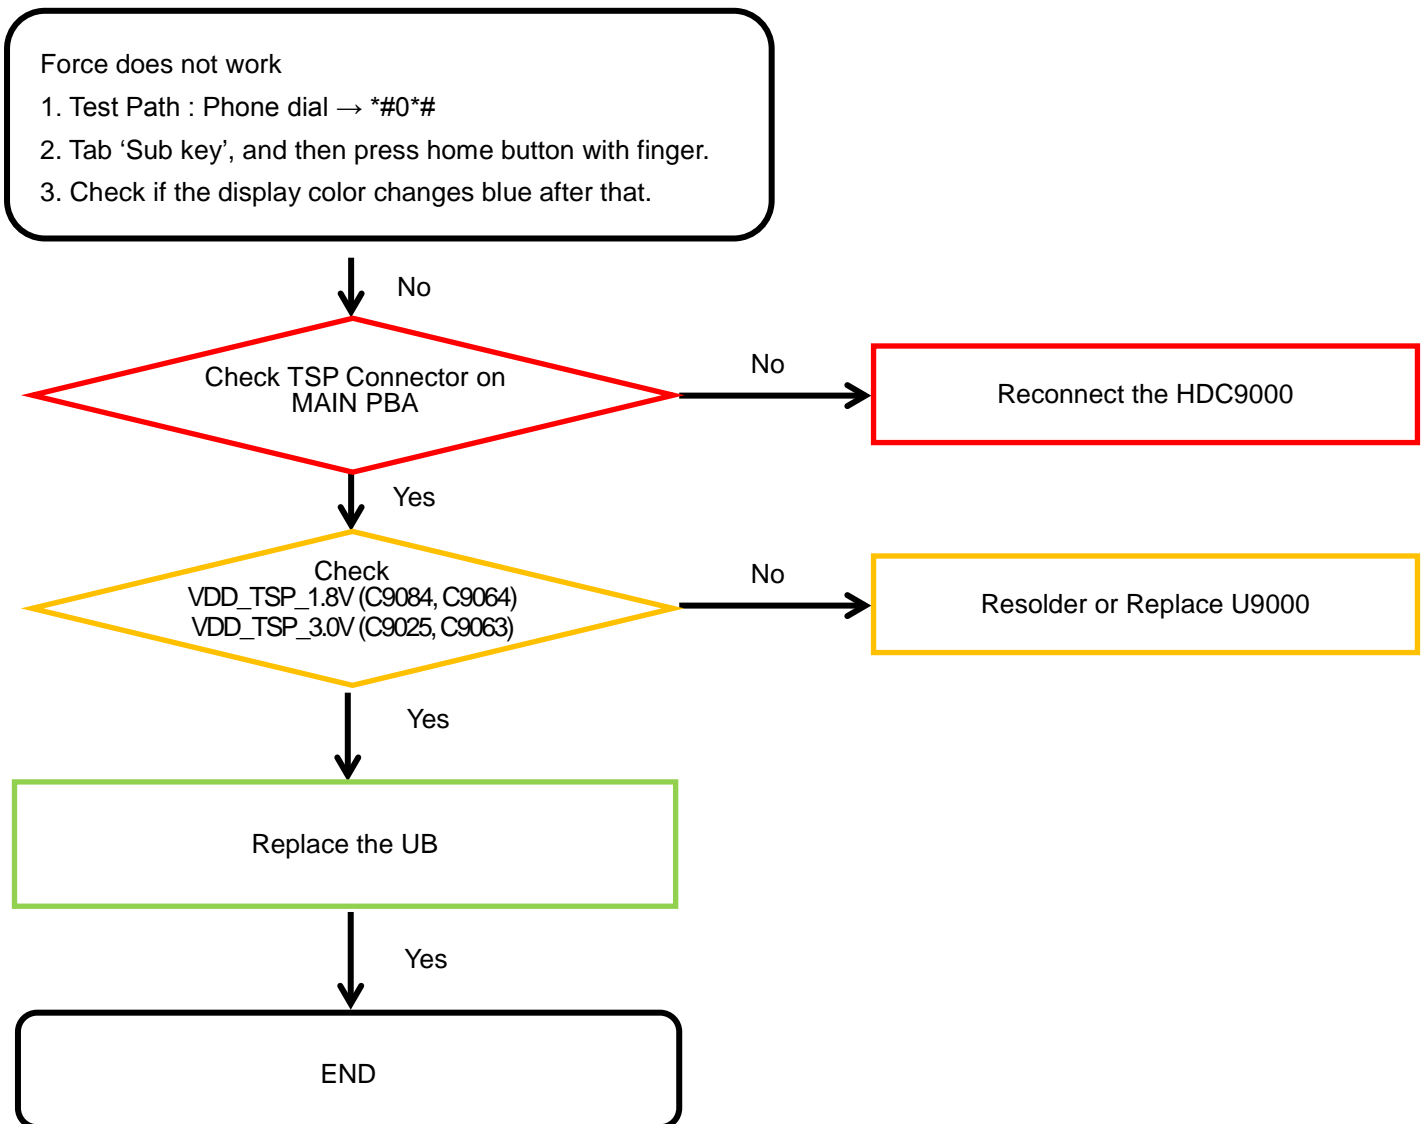 Force does not work
1. Test Path : Phone dial → *#0*#
2. Tab ‘Sub key’, and then press home button with finger.
3. Check if the display color changes blue after that.
No
Check TSP Connector on
MAIN PBA
No
Reconnect the HDC9000
Yes
Check
VDD_TSP_1.8V (C9084, C9064)
VDD_TSP_3.0V (C9025, C9063)
No
Resolder or Replace U9000
Yes
Replace the UB
Yes
END